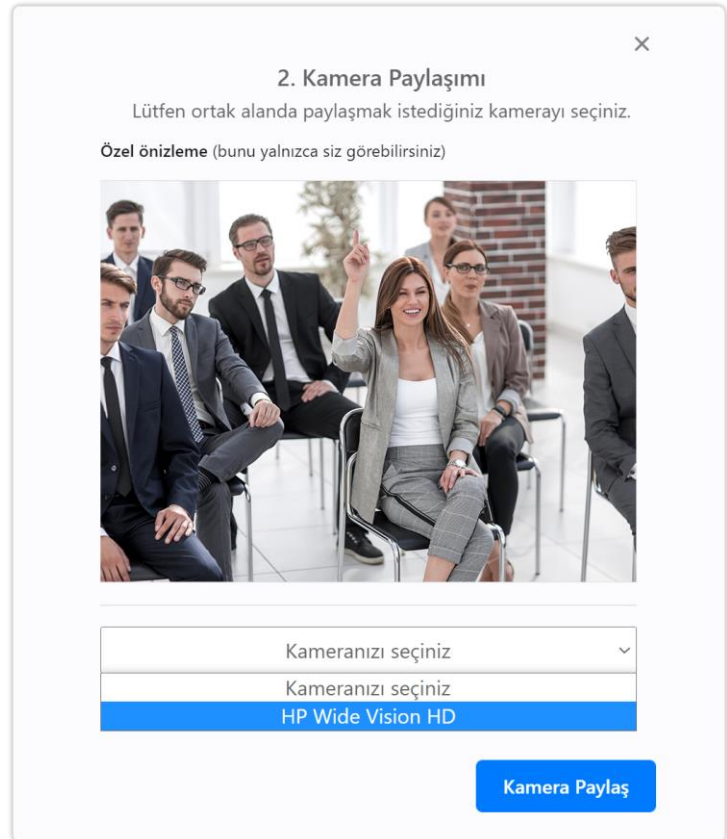 2. Kamera Paylaşımı
Lütfen ortak alanda paylaşmak istediğiniz kamerayı seçiniz.
Özel önizleme (bunu yalnızca siz görebilirsiniz)
Kameranızı seçiniz
Kameranızı seçiniz
HP Wide Vision HD
Kamera Paylaş